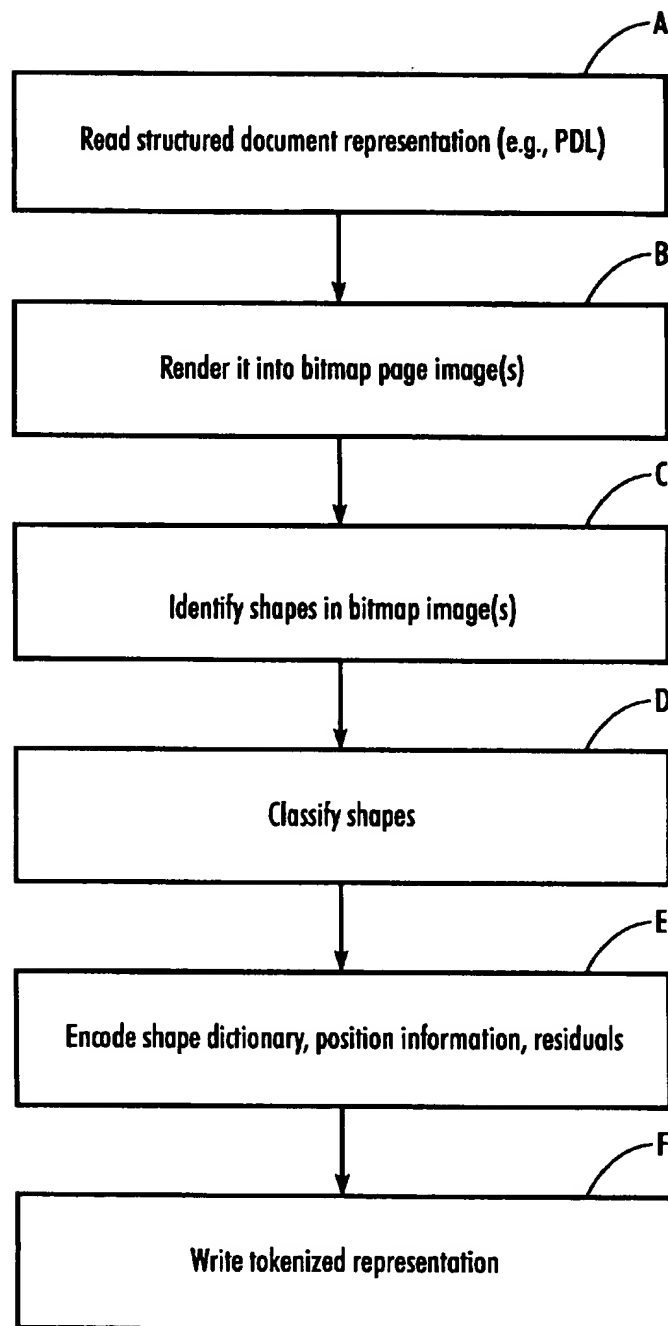 A
Read structured document representation (e.g., PDL)
B
Render it into bitmap page image(s)
C
Identify shapes in bitmap image(s)
D
Classify shapes
E
Encode shape dictionary, position information, residuals
F
Write tokenized representation